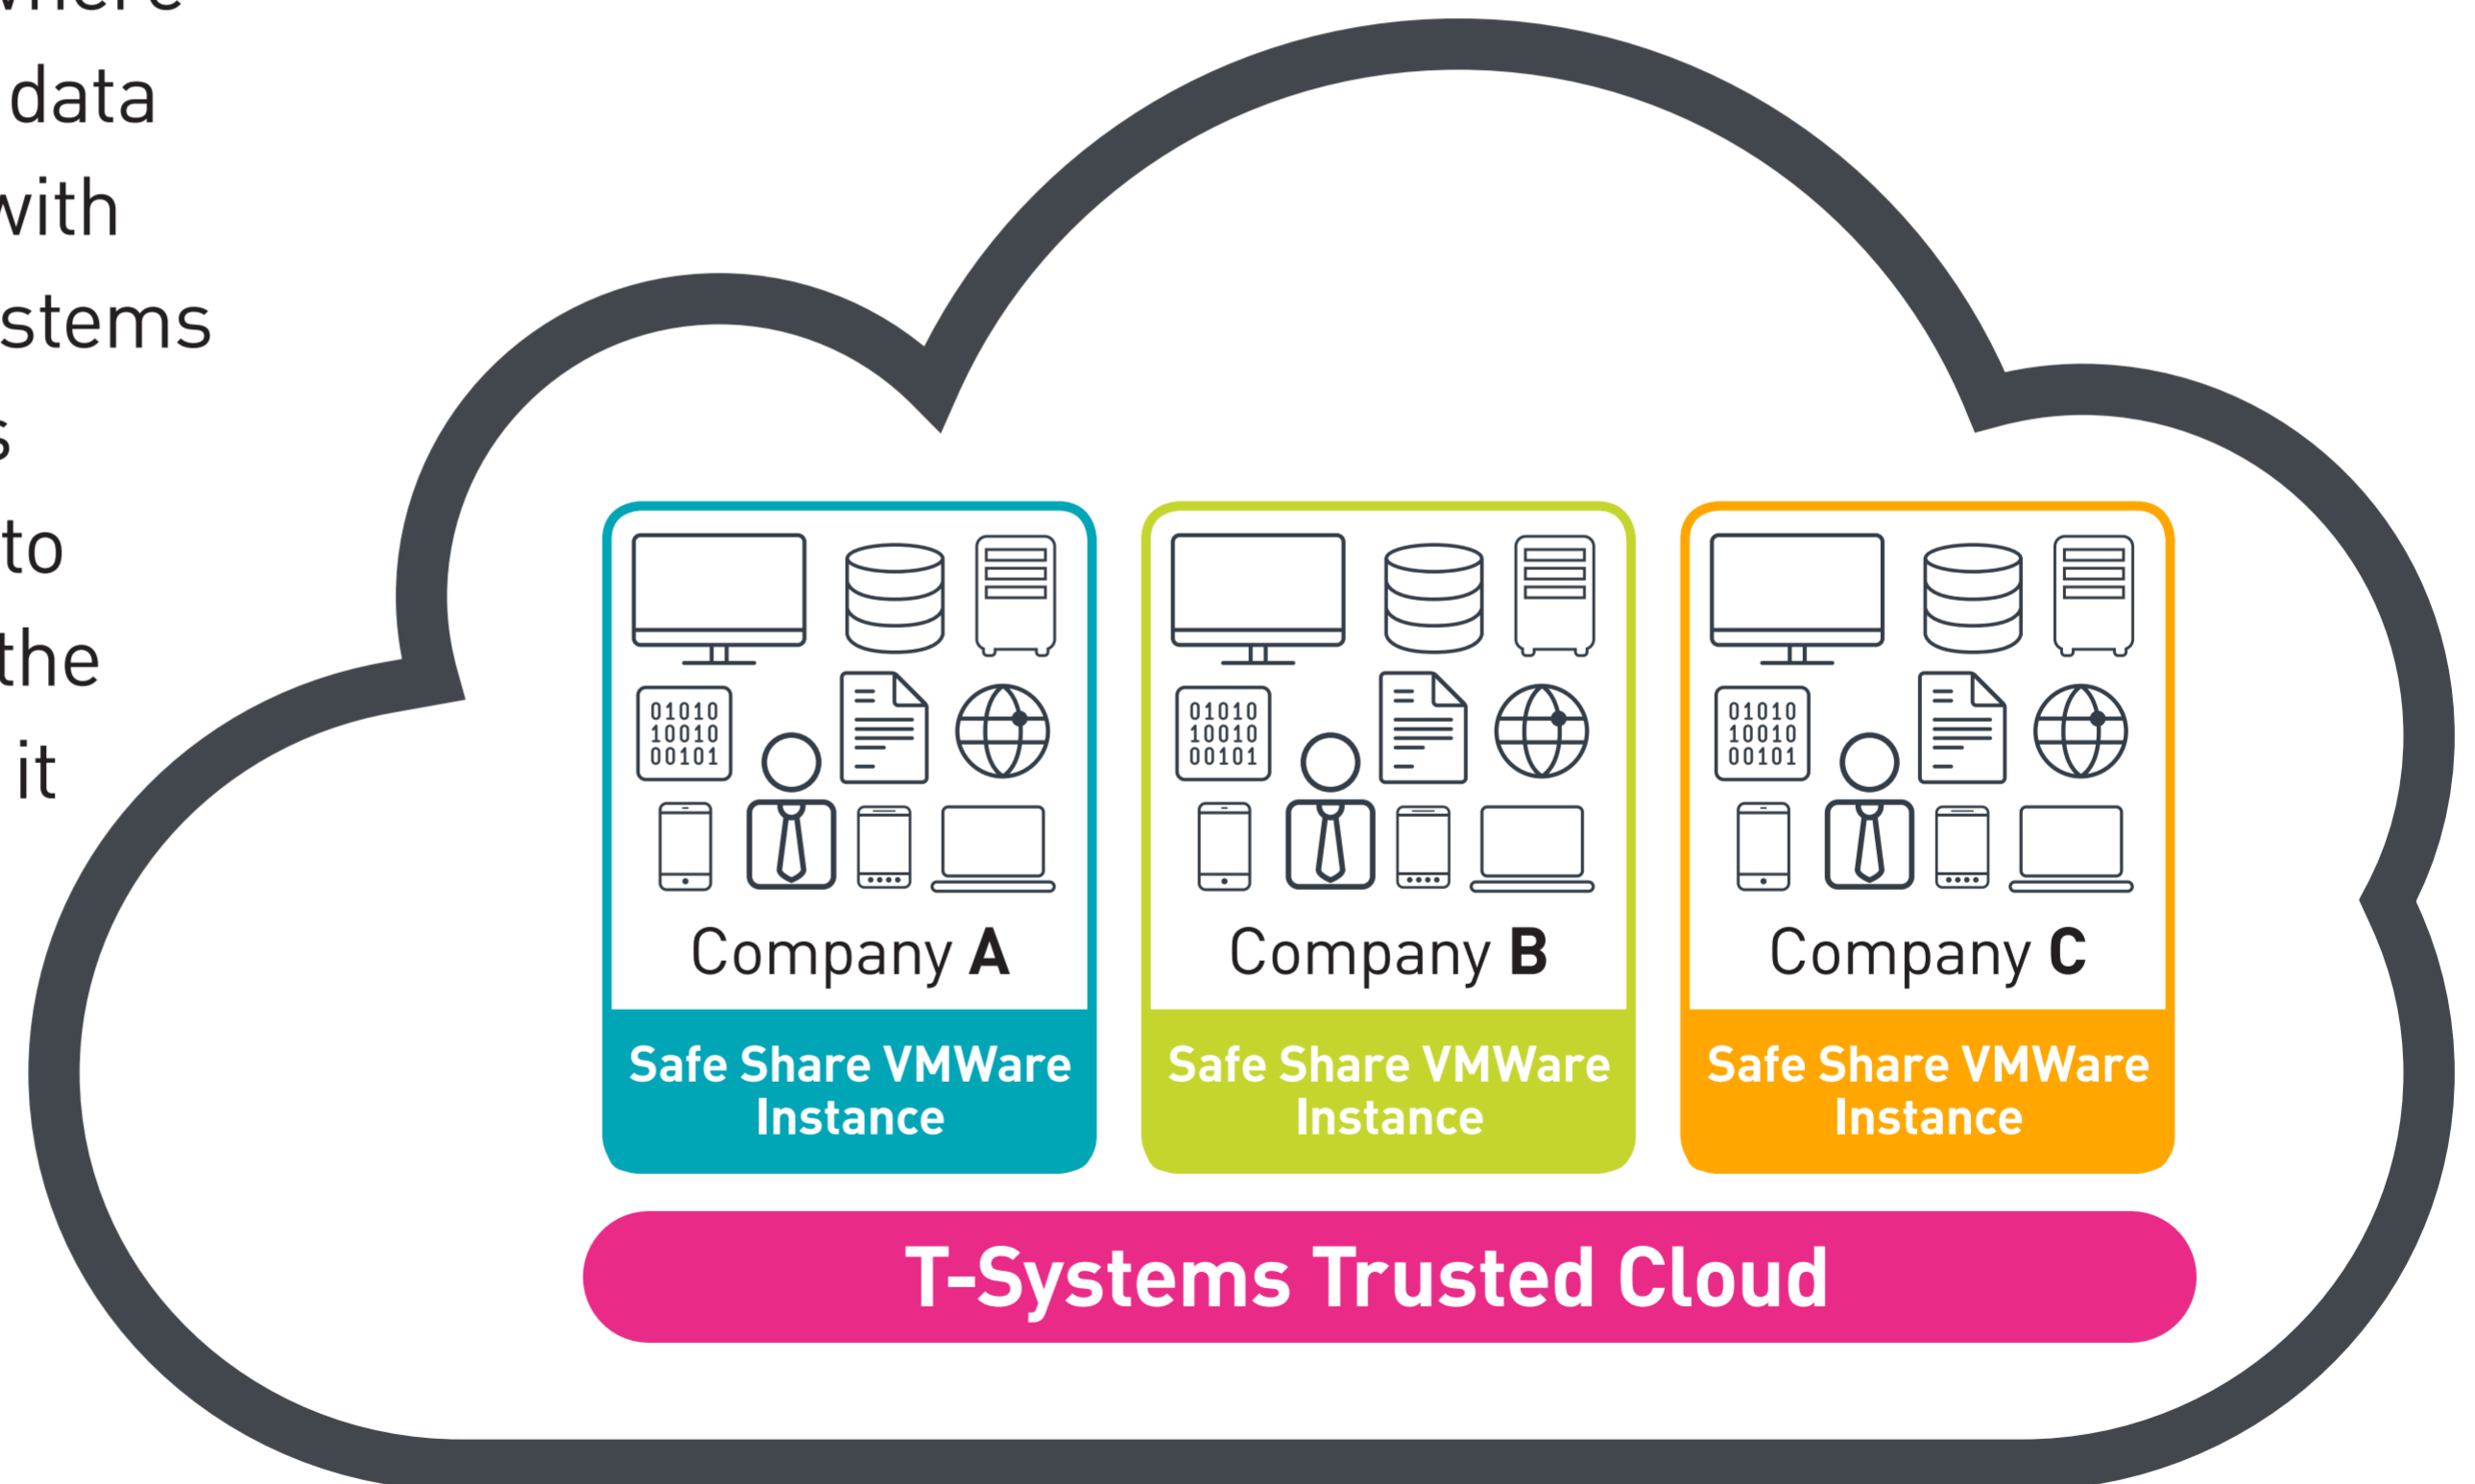 data
with
stems
s
to
the
it
01010
10010
00101
01010
10010
00101
01010
10010
00101
Company A
Company B
Company C
Safe Share VMWare
Instance
Safe Share VMWare
Instance
Safe Share VMWare
Instance
T-Systems Trusted Cloud